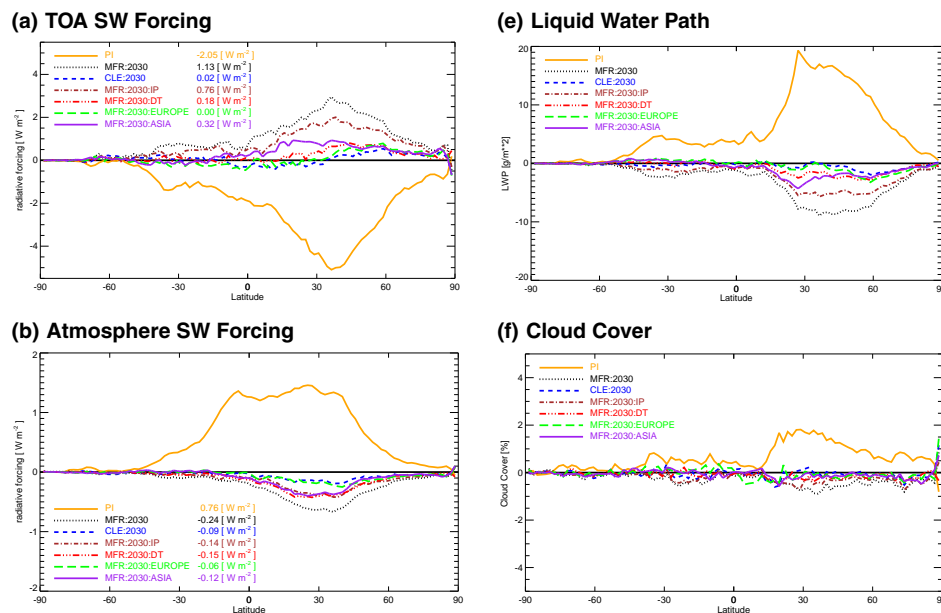 (a) TOA SW Forcing
PI -2.05 [ W m-2]
MFR:2030 1.13 [ W m-2]
CLE:2030 0.02 [ W m-2]
MFR:2030:IP 0.76 [ W m-2]
MFR:2030:DT 0.18 [ W m-2]
MFR:2030:EUROPE 0.00 [ W m-2]
MFR:2030:ASIA 0.32 [ W m-2]
radiative forcing [ W m-2]
4
2
0
-2
-4
-90 -60 -30 0 30 60 90
Latitude
(e) Liquid Water Path
PI
MFR:2030
CLE:2030
MFR:2030:IP
MFR:2030:DT
MFR:2030:EUROPE
MFR:2030:ASIA
LWP [g/m**2]
20
10
0
-10
-20
-90 -60 -30 0 30 60 9
Latitude
(b) Atmosphere SW Forcing
radiative forcing [ W m-2]
2
1
0
-1
-2
PI 0.76 [ W m-2]
MFR:2030 -0.24 [ W m-2]
CLE:2030 -0.09 [ W m-2]
MFR:2030:IP -0.14 [ W m-2]
MFR:2030:DT -0.15 [ W m-2]
MFR:2030:EUROPE -0.06 [ W m-2]
MFR:2030:ASIA -0.12 [ W m-2]
-90 -60 -30 0 30 60 90
Latitude
(f) Cloud Cover
PI
MFR:2030
CLE:2030
MFR:2030:IP
MFR:2030:DT
MFR:2030:EUROPE
MFR:2030:ASIA
Cloud Cover [%]
4
2
0
-2
-4
-90 -60 -30 0 30 60 90
Latitude